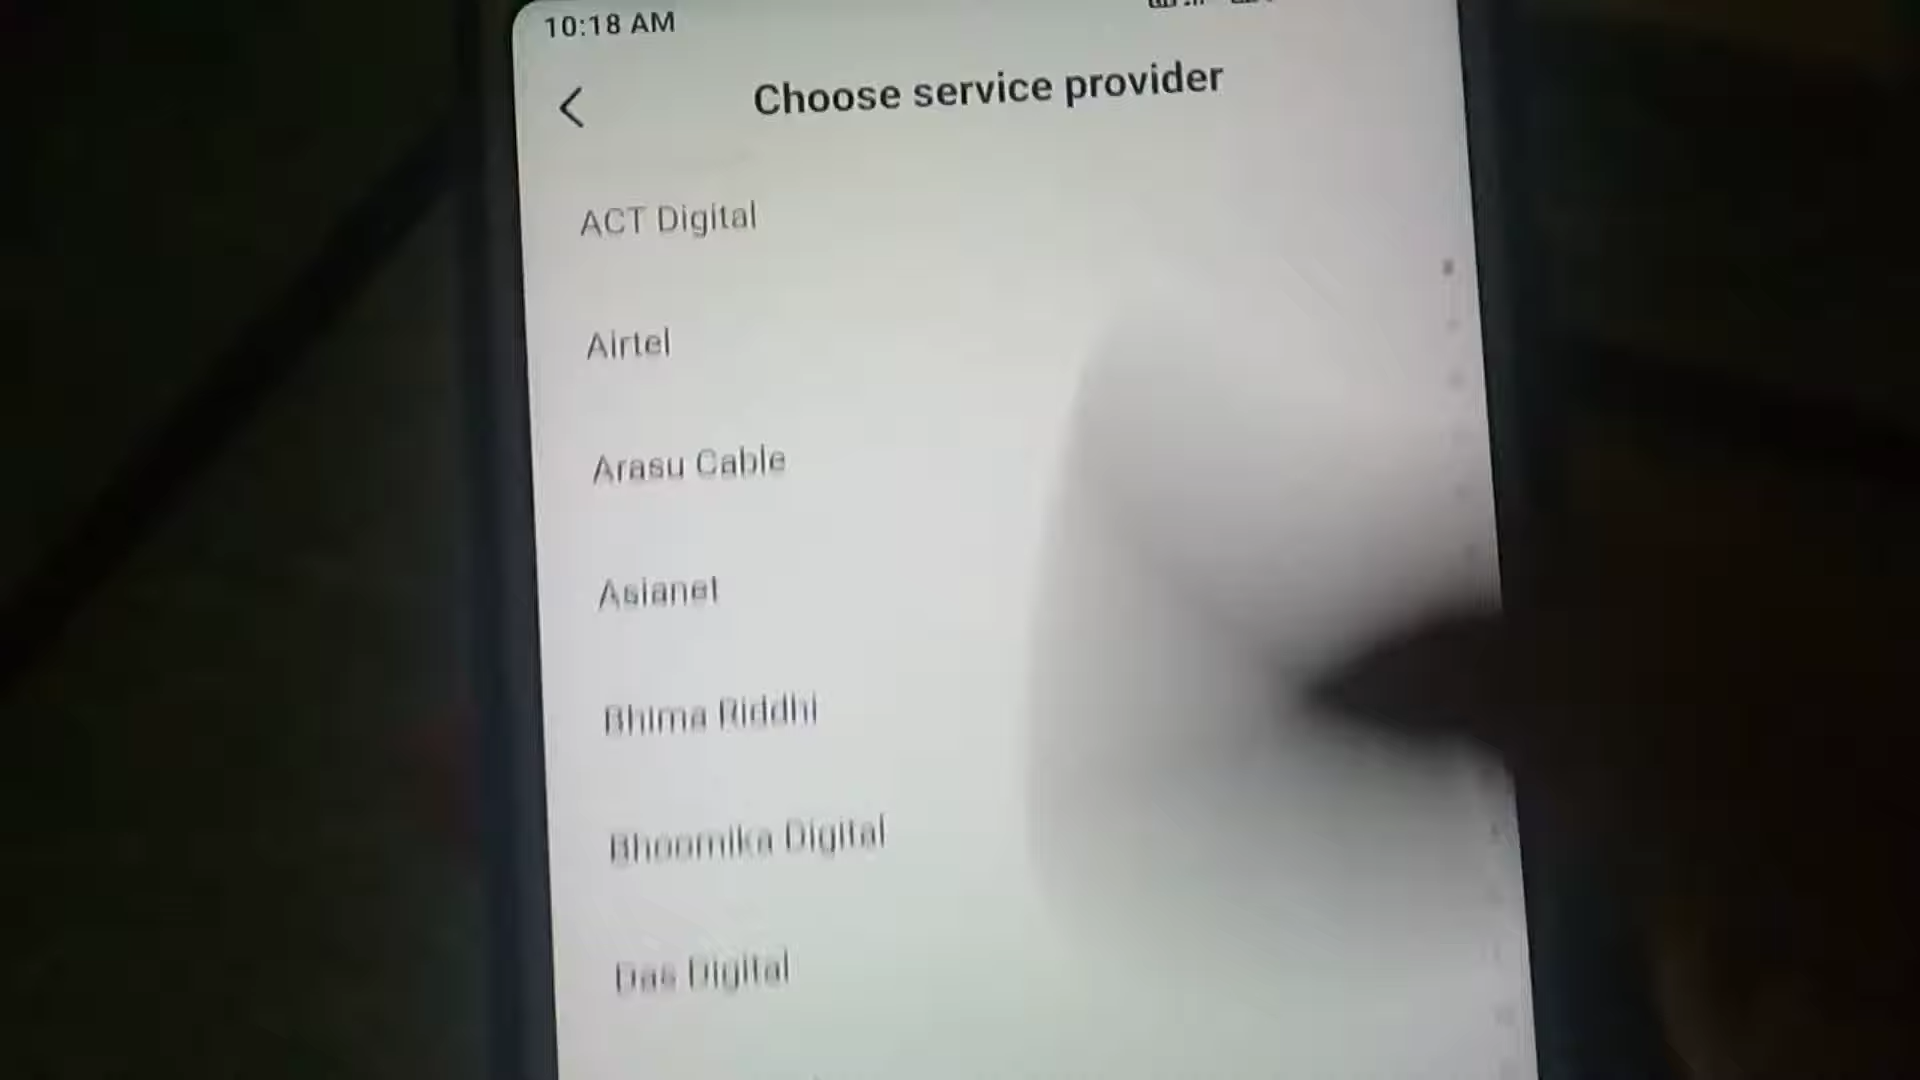 10:18 AM
Choose service provider
ACT Digital
Airtel
Arasu Cable
Asianet
Bhima Riddhi
Bhoomika Digital
Das Digital